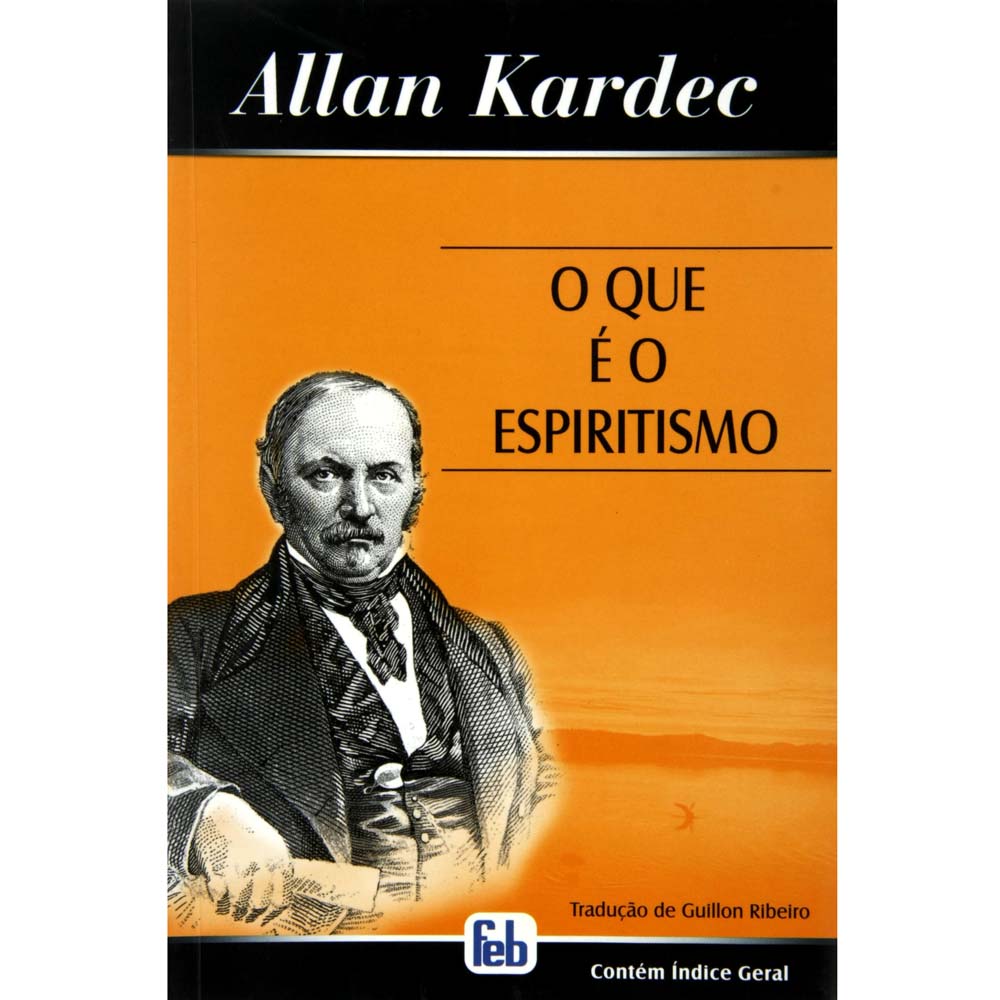 Allan Kardec
O QUE
É O
ESPIRITISMO
Tradução de Guillon Ribeiro
feb
Contém Índice Geral